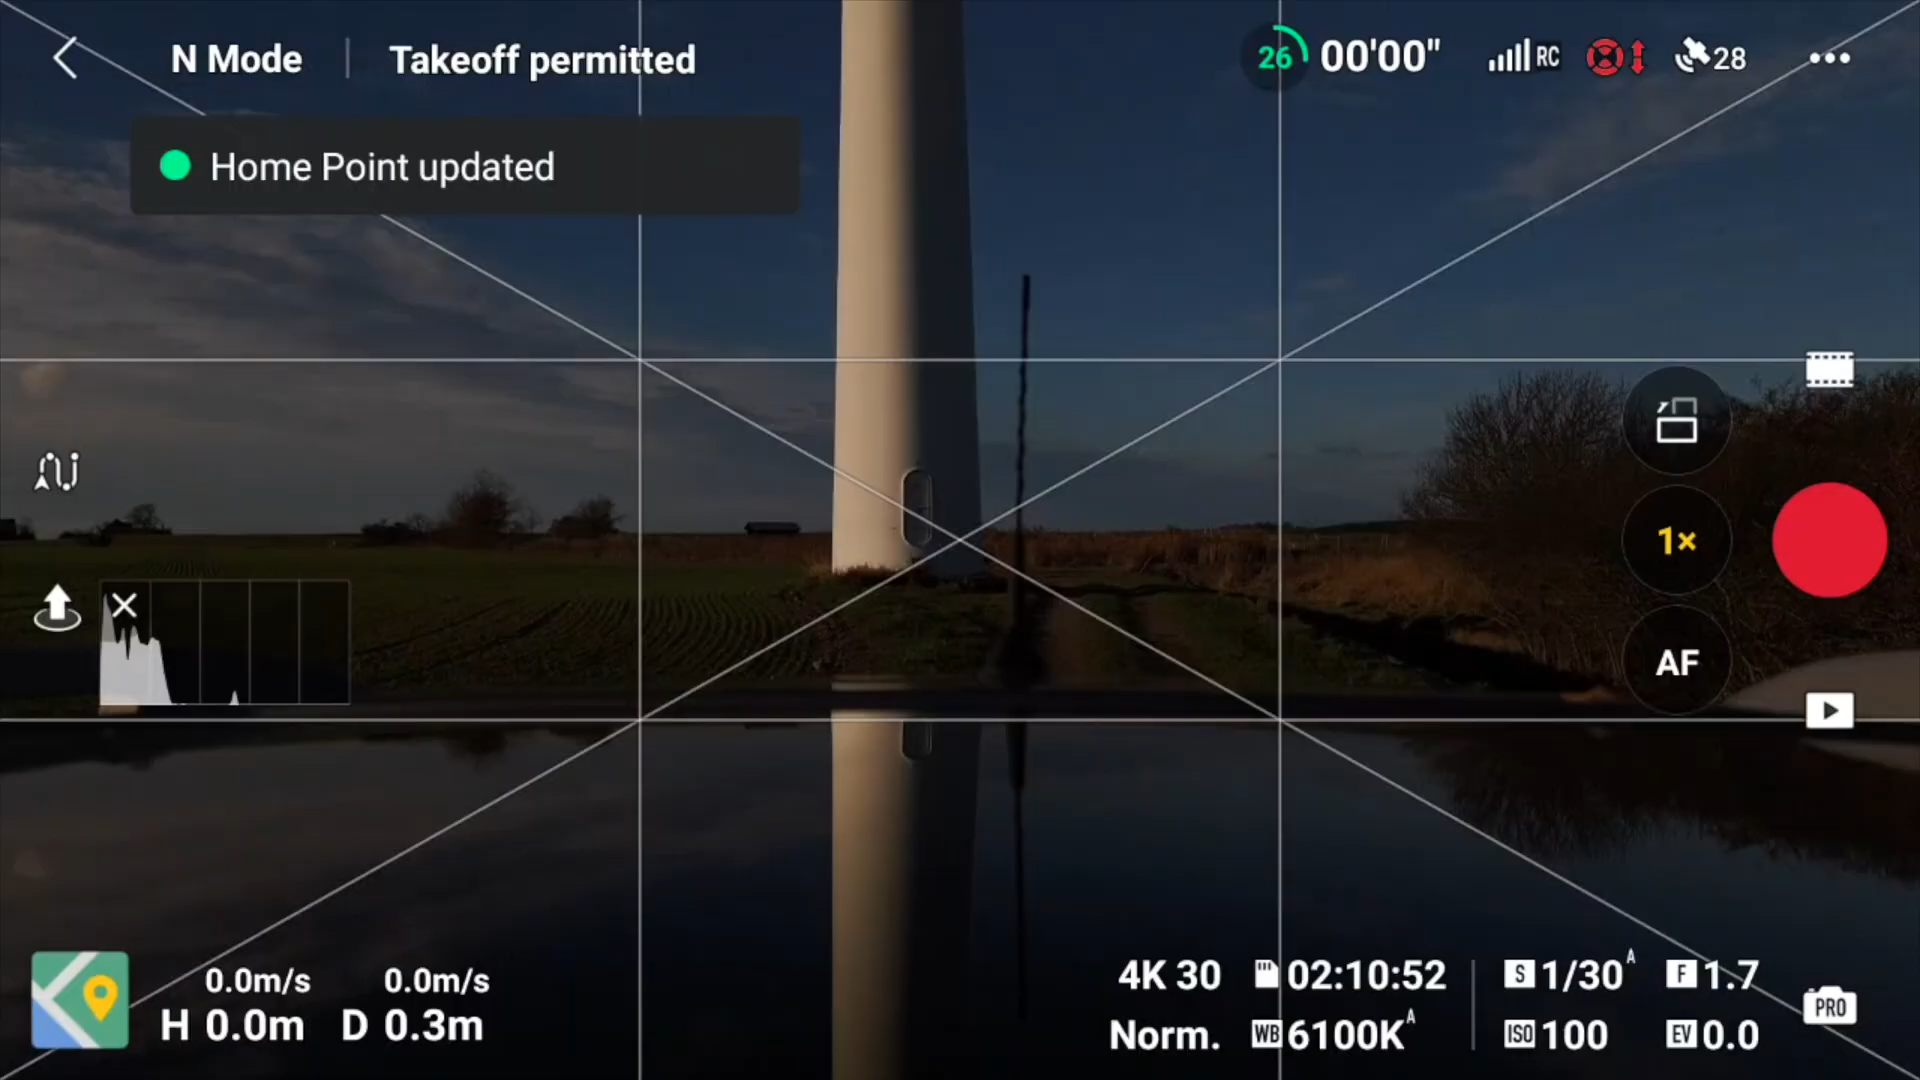 N Mode | Takeoff permitted
26 00'00" RC 28
Home Point updated
1×
AF
0.0m/s 0.0m/s
H 0.0m D 0.3m
4K 30 02:10:52 S 1/30 A F 1.7
Norm. WB 6100K A ISO 100 EV 0.0
PRO